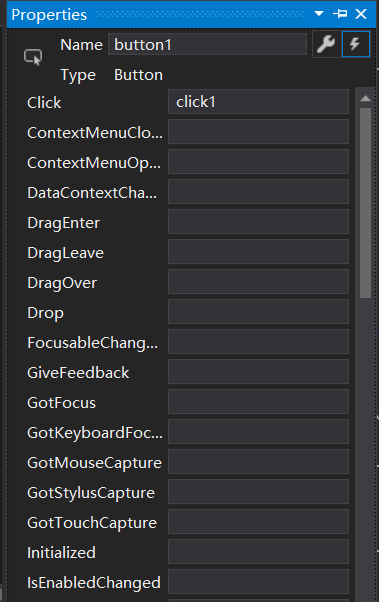 Properties
Name button1
Type Button
Click click1
ContextMenuClo...
ContextMenuOp...
DataContextCha...
DragEnter
DragLeave
DragOver
Drop
FocusableChang...
GiveFeedback
GotFocus
GotKeyboardFoc...
GotMouseCapture
GotStylusCapture
GotTouchCapture
Initialized
IsEnabledChanged